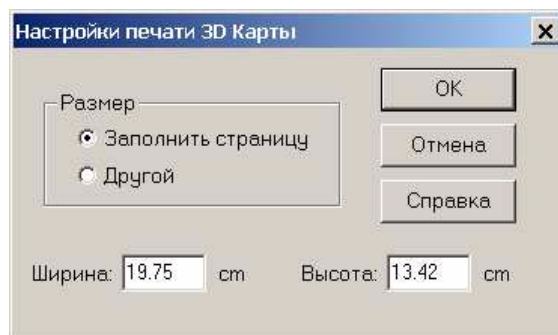 Настройки печати 3D Карты
Размер
Заполнить страницу
Другой
OK
Отмена
Справка
Ширина: 19.75 cm Высота: 13.42 cm